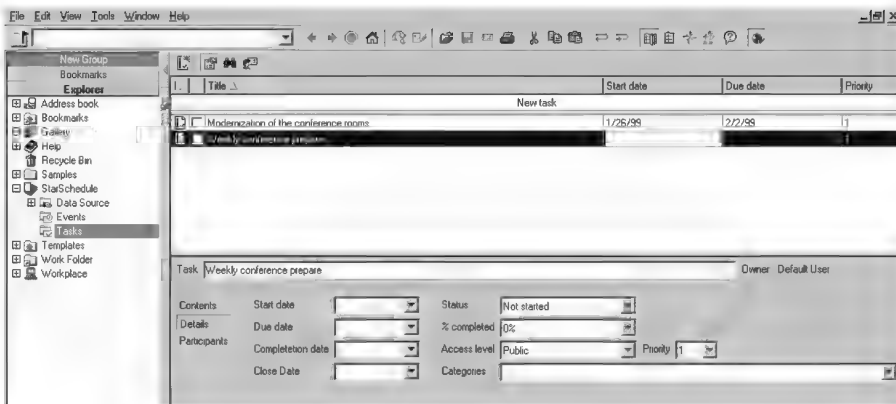 File Edit View Tools Window Help
New Group
Bookmarks
Explorer
Address book
Bookmarks
Gallery
Help
Recycle Bin
Samples
StarSchedule
Data Source
Events
Tasks
Templates
Work Folder
Workplace
I.. Title Start date Due date Priority
New task
Modernization of the conference rooms 1/26/99 2/2/99 1
Weekly conference prepare 1
Task Weekly conference prepare Owner Default User
Contents
Details
Participants
Start date
Due date
Completetion date
Close Date
Status Not started
% completed 0%
Access level Public Priority 1
Categories